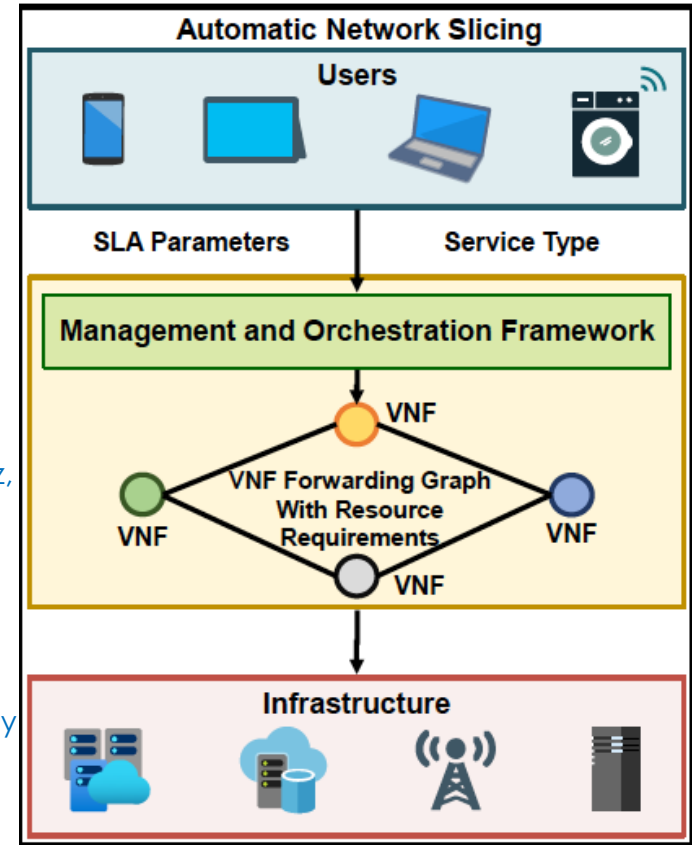 Automatic Network Slicing
Users
SLA Parameters
Service Type
Management and Orchestration Framework
VNF
z,
VNF Forwarding Graph
With Resource
Requirements
VNF
VNF
VNF
y
Infrastructure